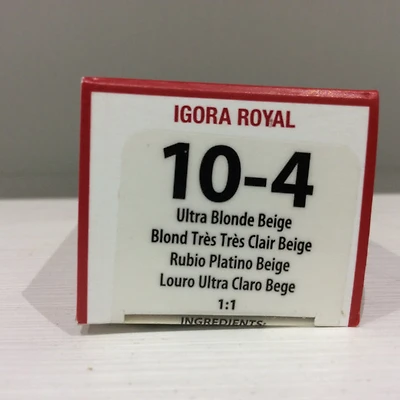 IGORA ROYAL
10-4
Ultra Blonde Beige
Blond Très Très Clair Beige
Rubio Platino Beige
Louro Ultra Claro Bege
1:1
INGREDIENTS: